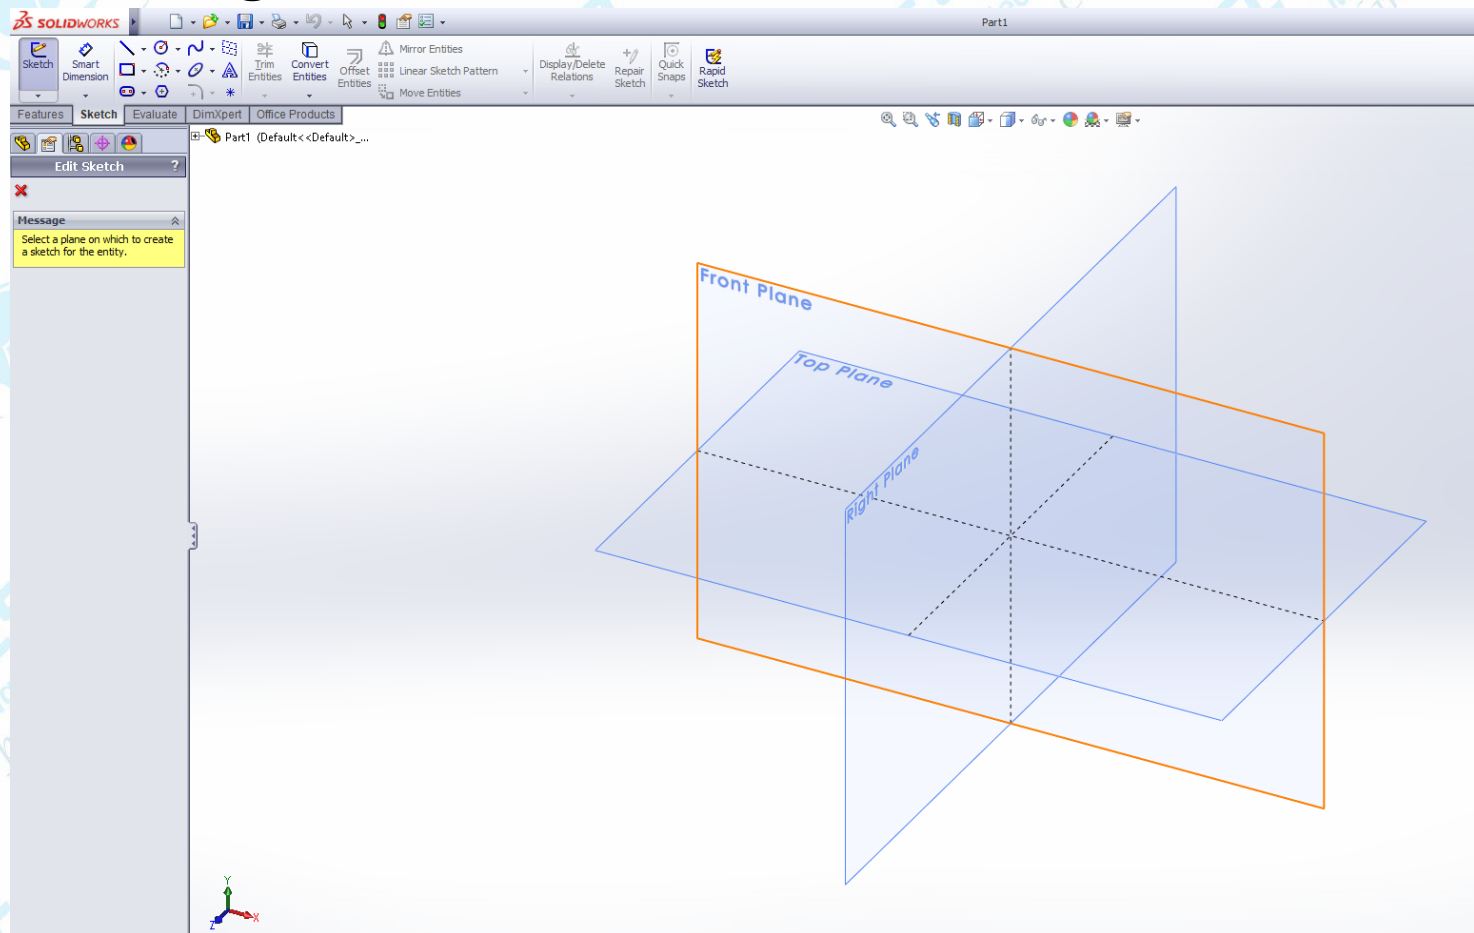 SOLIDWORKS
Part1
Sketch
Smart
Dimension
Trim
Entities
Convert
Entities
Offset
Entities
Mirror Entities
Linear Sketch Pattern
Move Entities
Display/Delete
Relations
Repair
Sketch
Quick
Snaps
Rapid
Sketch
Features
Sketch
Evaluate
DimXpert
Office Products
Part1 (Default<<Default>_...
Edit Sketch
?
Message
Select a plane on which to create
a sketch for the entity.
Front Plane
Top Plane
Right Plane
Y
X
Z